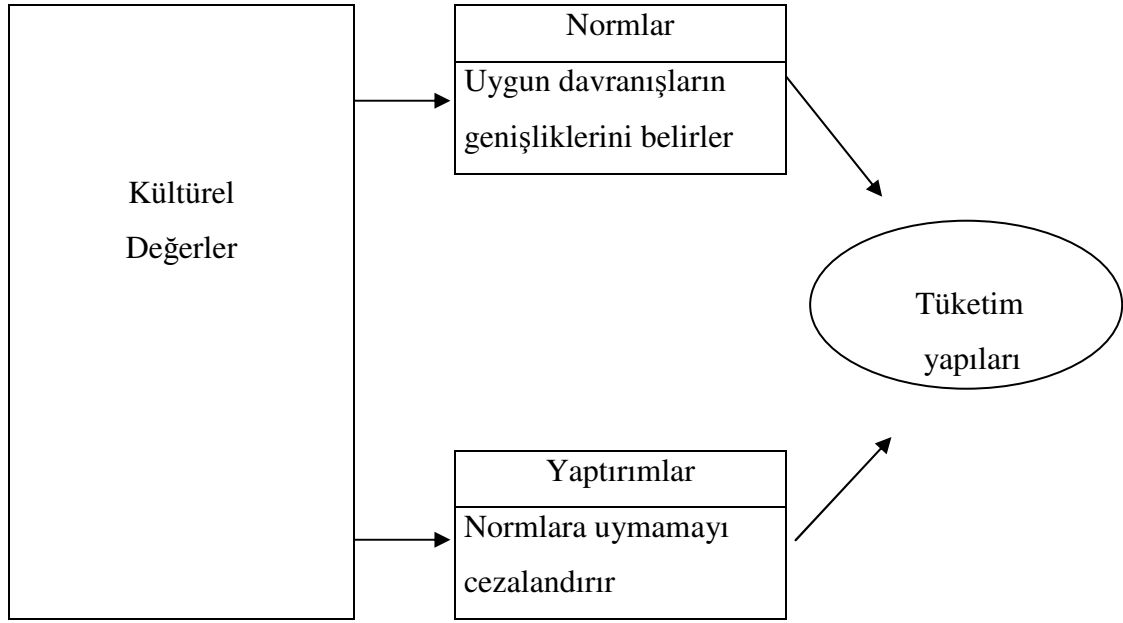 Kültürel
Değerler
Normlar
Uygun davranışların
genişliklerini belirler
Tüketim
yapıları
Yaptırımlar
Normlara uymamayı
cezalandırır